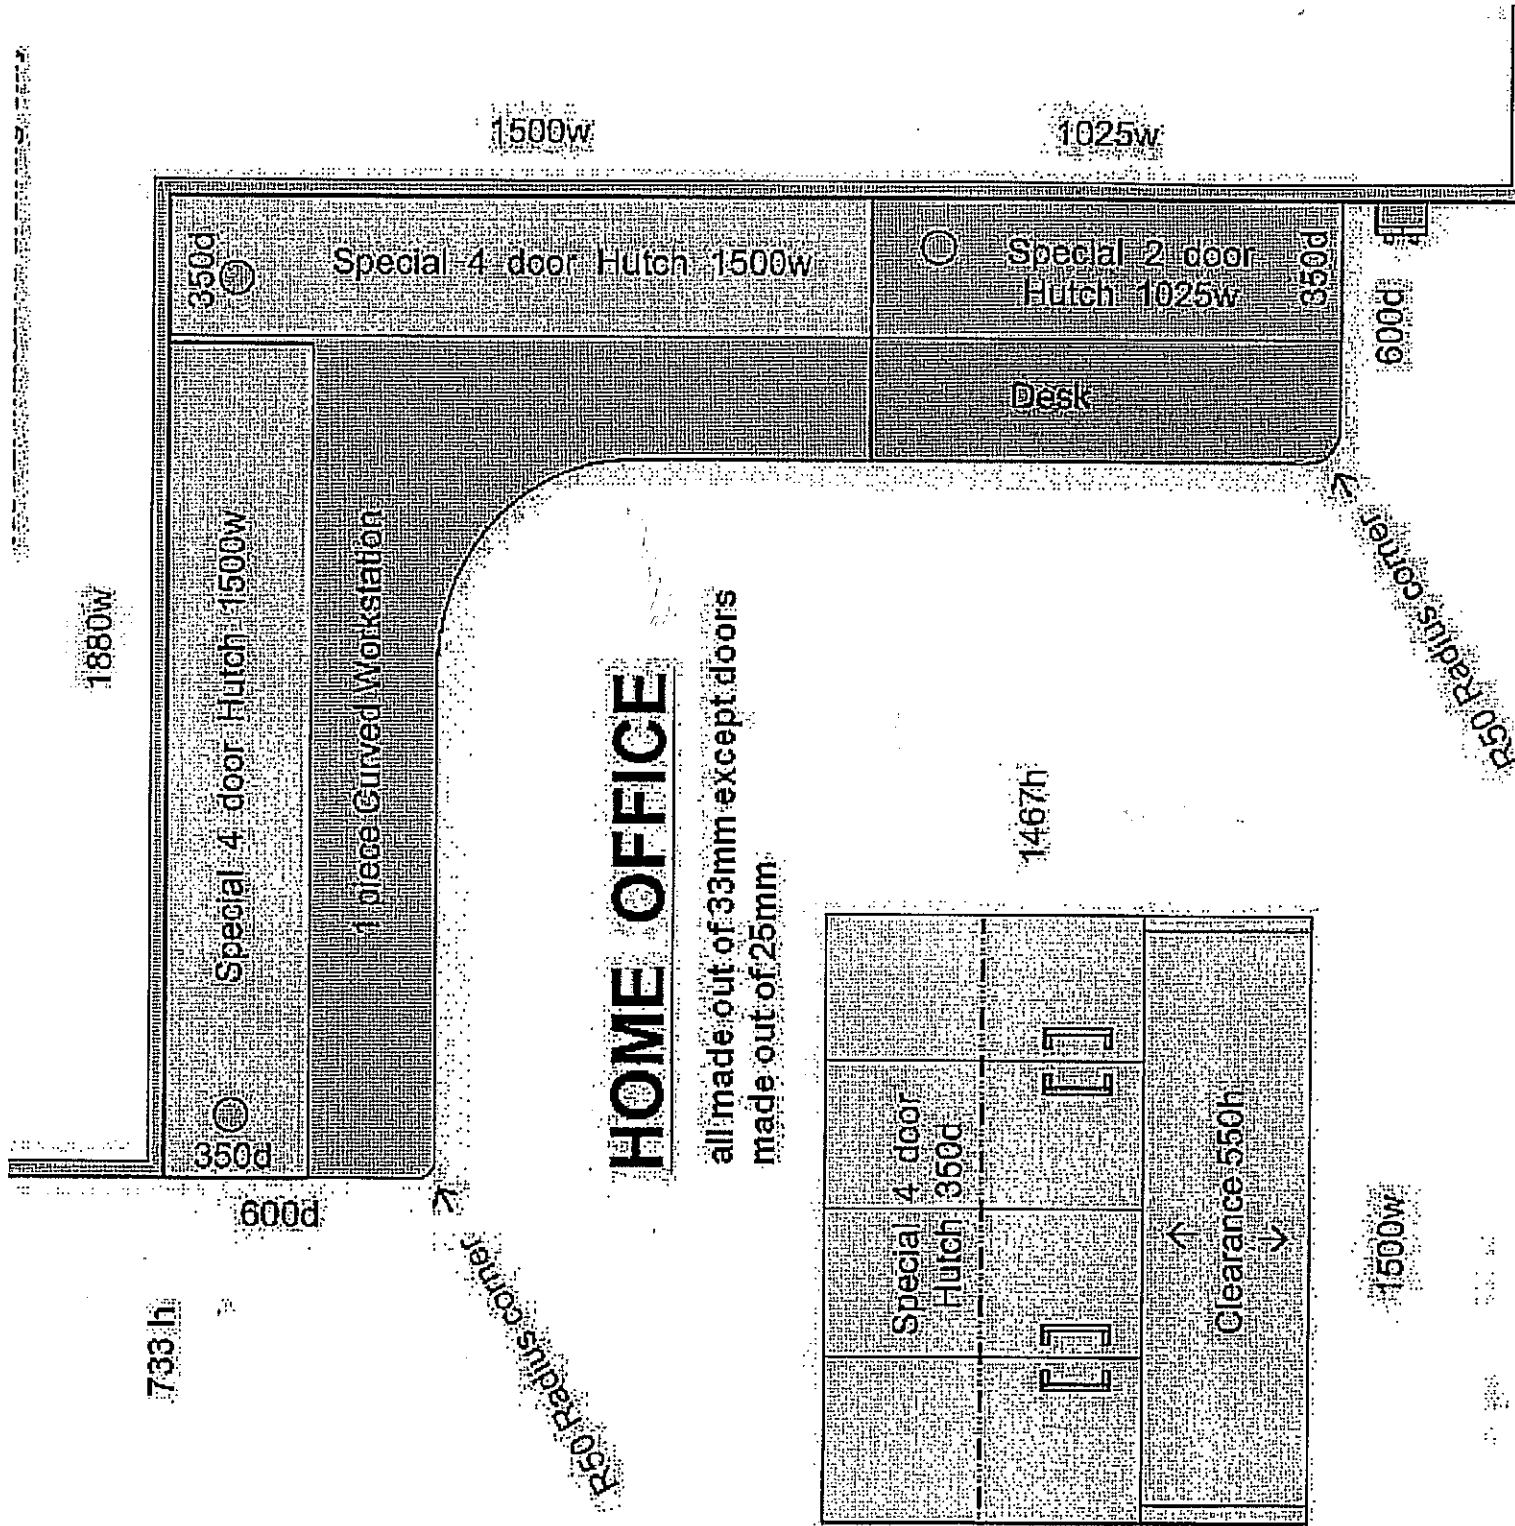 1500w
1025w
350d
Special 4 door Hutch 1500w
Special 2 door
Hutch 1025w
350d
600d
Desk
R50 Radius corner
1880w
Special 4 door Hutch 1500w
1 piece Curved Workstation
350d
600d
R50 Radius corner
733 h
HOME OFFICE
all made out of 33mm except doors
made out of 25mm
1467h
Special 4 door
Hutch 350d
Clearance 550h
1500w